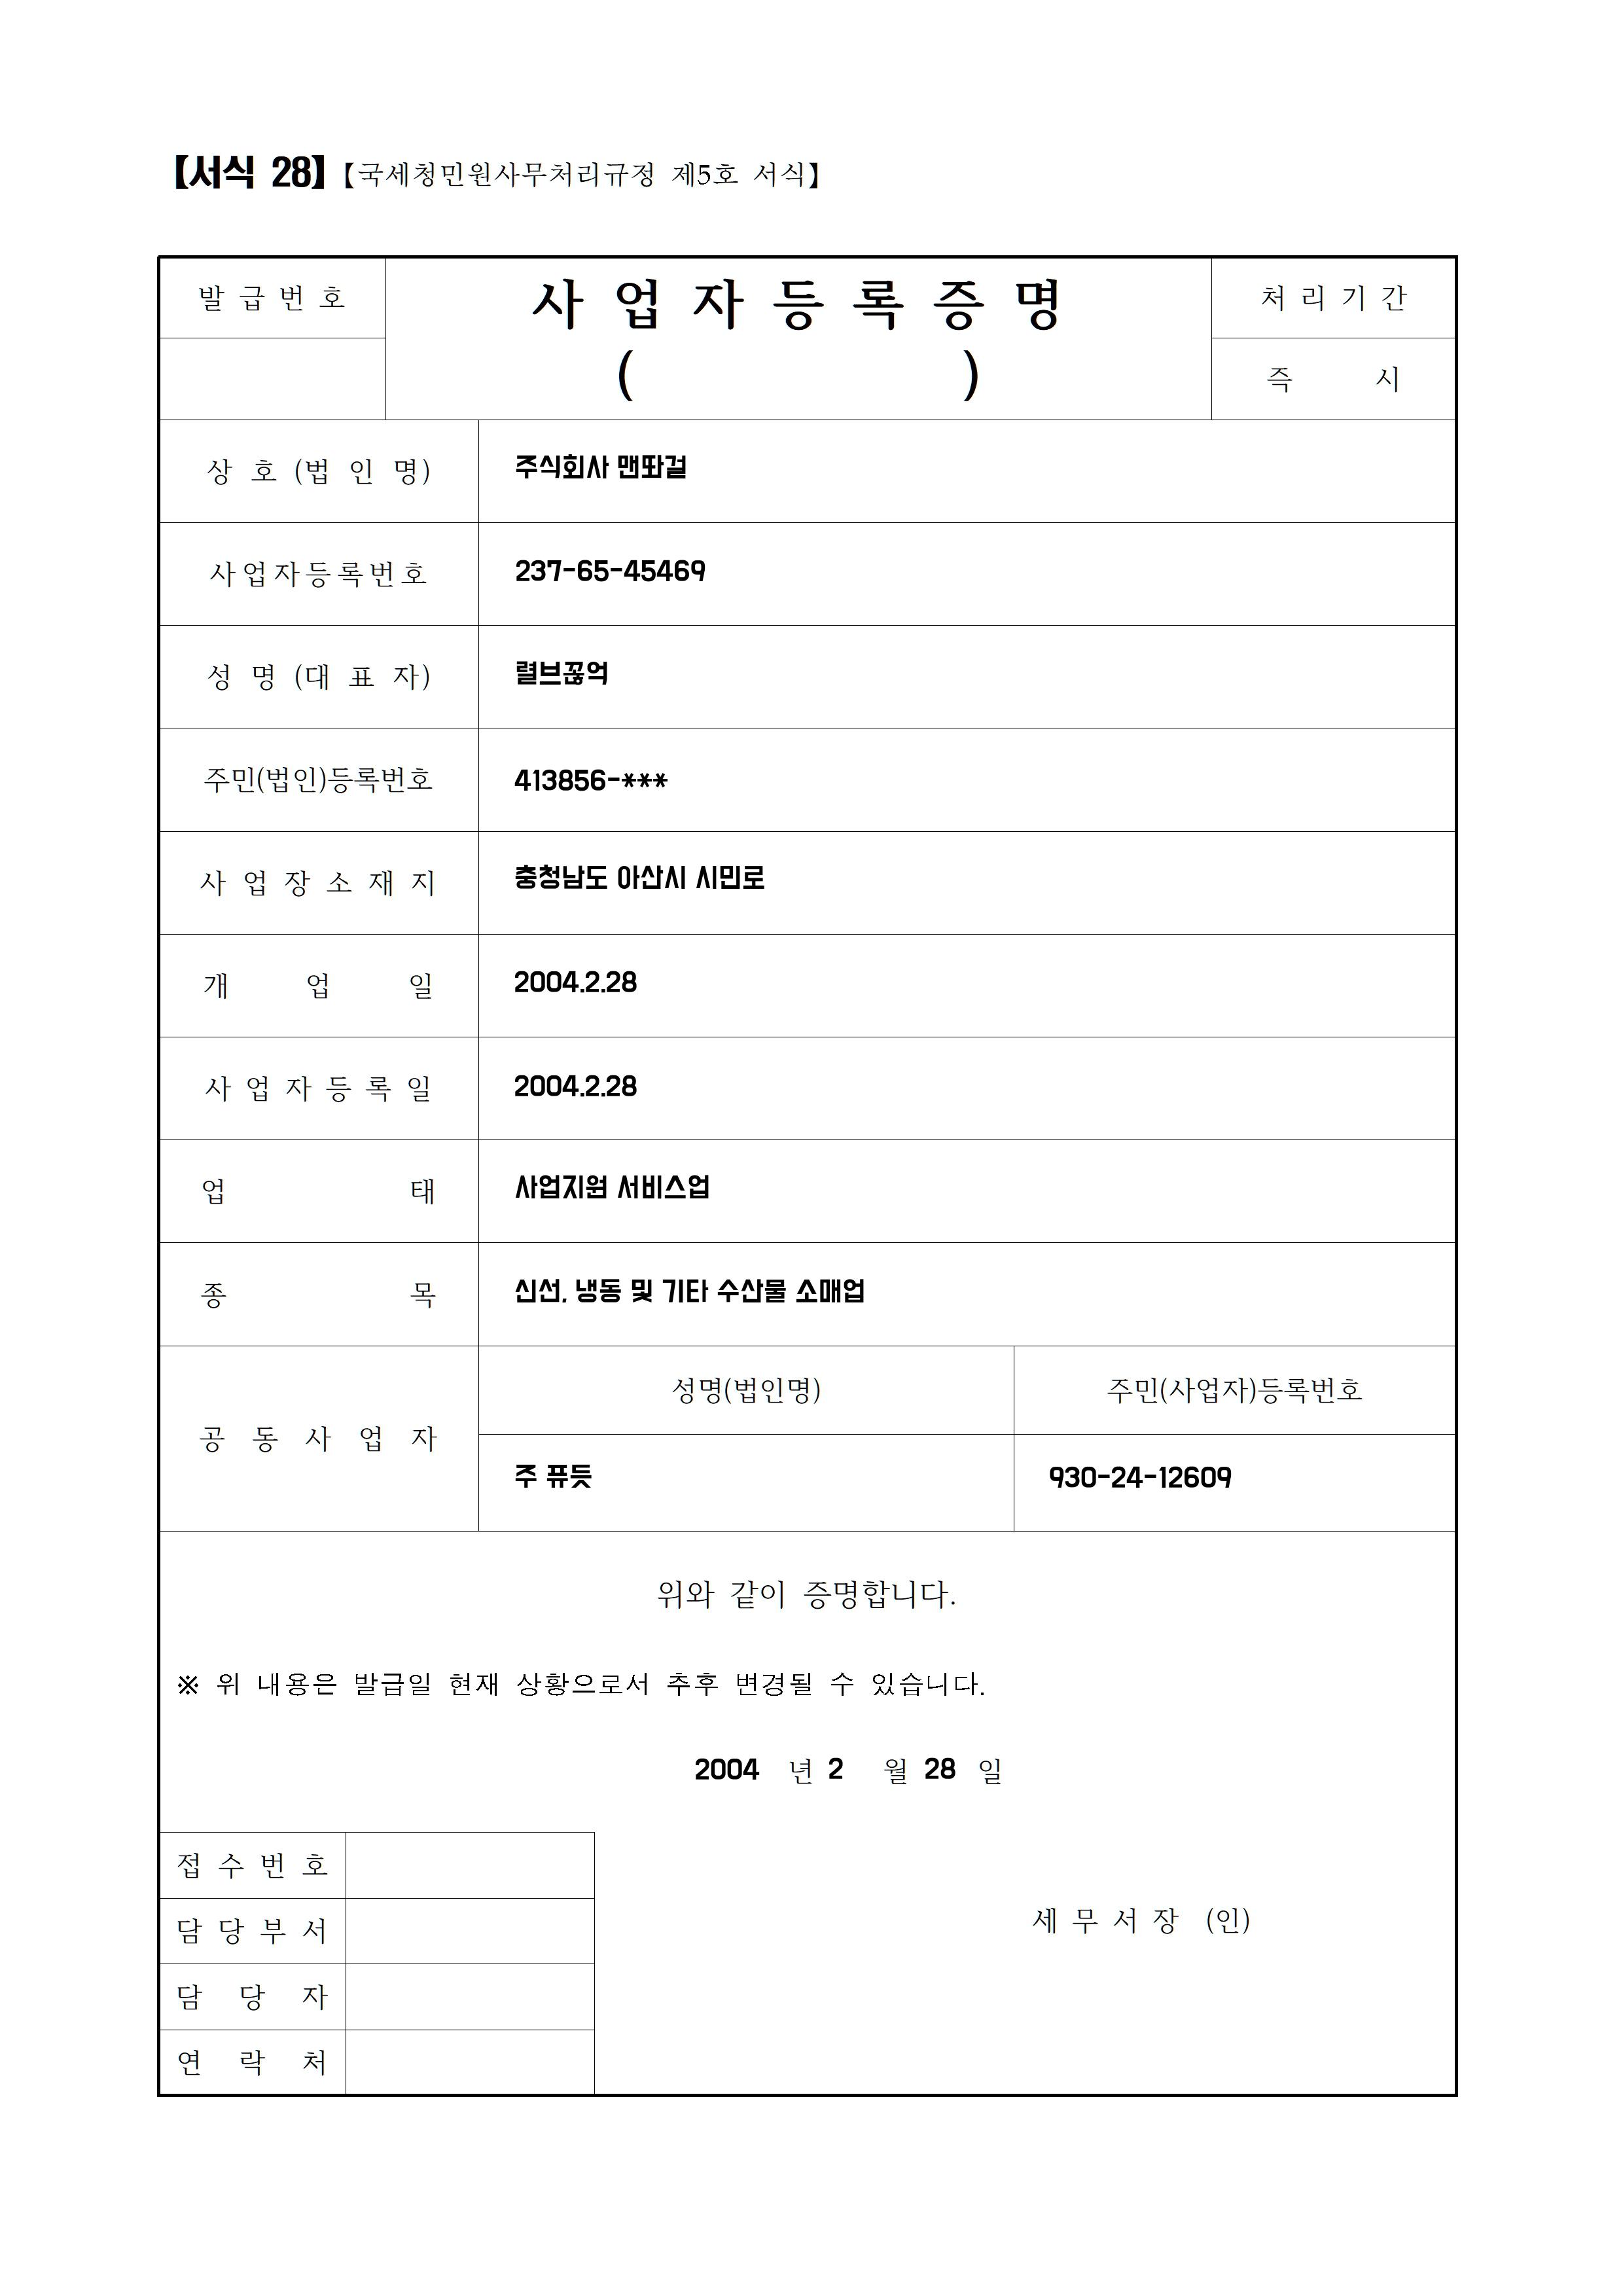 【서식 28】【국세청민원사무처리규정 제5호 서식】
발급번호
사업자등록증명
( )
처리기간
즉 시
상 호 (법 인 명) 주식회사 맨똬걸
사업자등록번호 237-65-45469
성 명 (대 표 자) 렬브끊억
주민(법인)등록번호 413856-***
사업장소재지 충청남도 아산시 시민로
개 업 일 2004.2.28
사업자등록일 2004.2.28
업 태 사업지원 서비스업
종 목 신선, 냉동 및 기타 수산물 소매업
공동사업자
성명(법인명) 주민(사업자)등록번호
주 퓨듯 930-24-12609
위와 같이 증명합니다.
※ 위 내용은 발급일 현재 상황으로서 추후 변경될 수 있습니다.
2004 년 2 월 28 일
접수번호
담당부서
담 당 자
연 락 처
세무서장 (인)